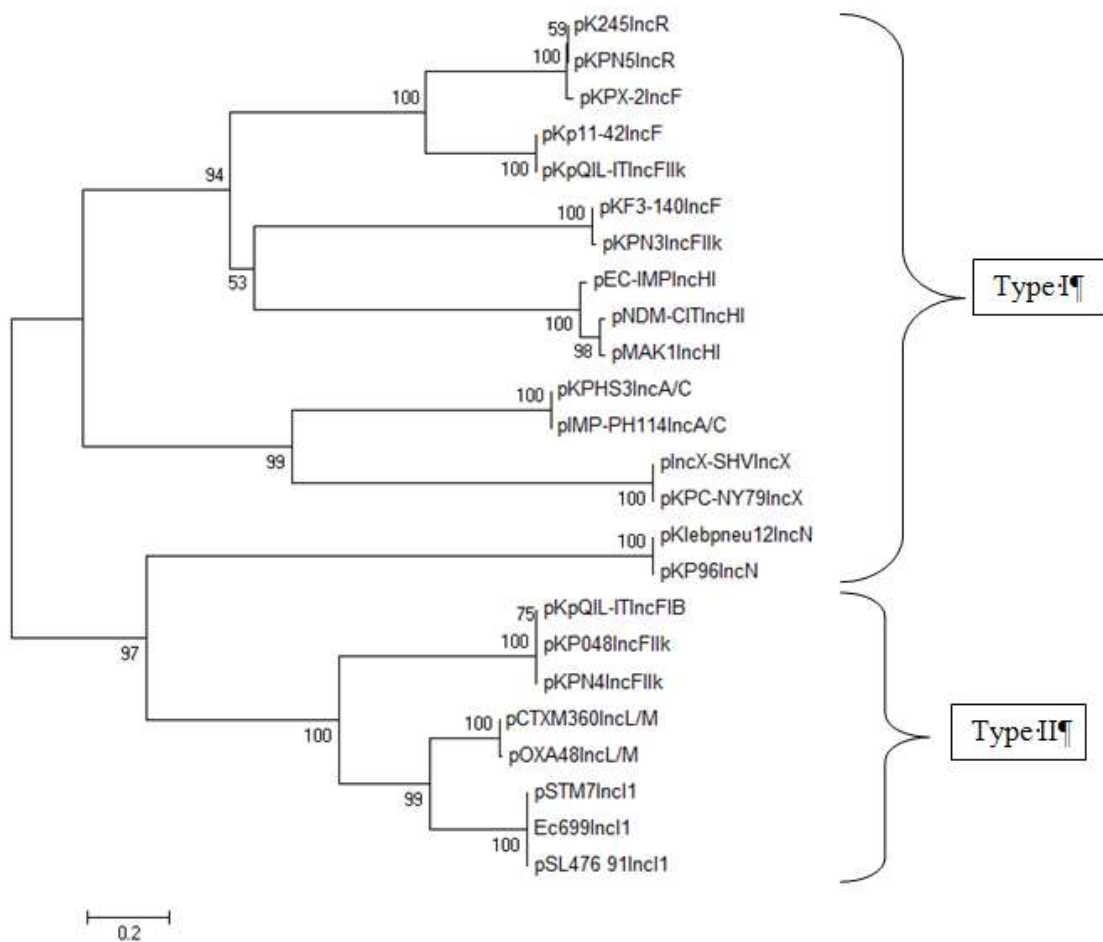 59
pK245IncR
100
pKPN5IncR
100
pKPX-2IncF
pKp11-42IncF
94
100
pKpQIL-ITIncFIIk
100
pKF3-140IncF
pKPN3IncFIIk
53
pEC-IMPIncHI
Type·I¶
100
pNDM-CITIncHI
98
pMAK1IncHI
100
pKPHS3IncA/C
pIMP-PH114IncA/C
99
pIncX-SHVIncX
100
pKPC-NY79IncX
100
pKlebpneu12IncN
pKP96IncN
75
pKpQIL-ITIncFIB
97
100
pKP048IncFIIk
pKPN4IncFIIk
100
100
pCTXM360IncL/M
Type·II¶
pOXA48IncL/M
99
pSTM7IncI1
Ec699IncI1
100
pSL476 91IncI1
0.2